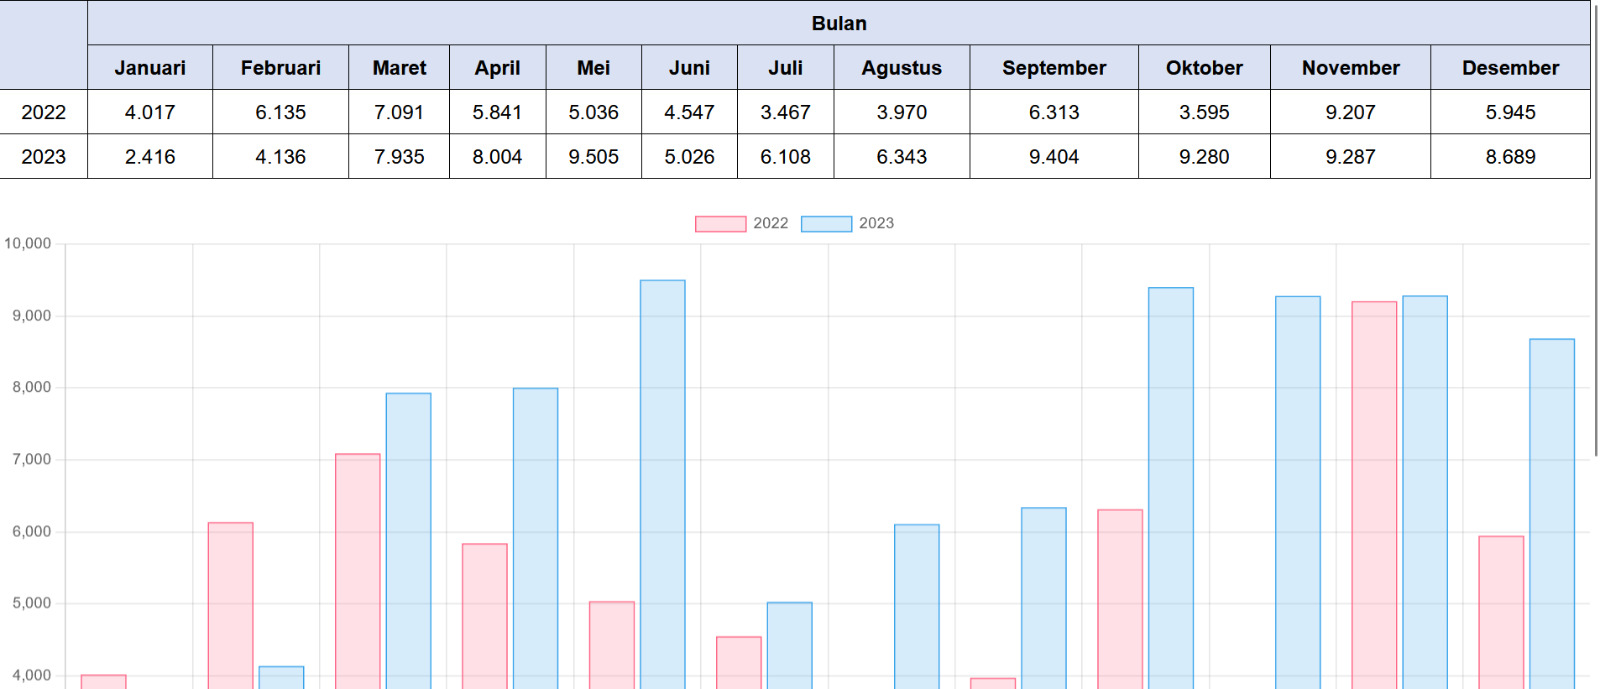 Bulan
Januari Februari Maret April Mei Juni Juli Agustus September Oktober November Desember
2022 4.017 6.135 7.091 5.841 5.036 4.547 3.467 3.970 6.313 3.595 9.207 5.945
2023 2.416 4.136 7.935 8.004 9.505 5.026 6.108 6.343 9.404 9.280 9.287 8.689
2022 2023
10,000
9,000
8,000
7,000
6,000
5,000
4,000